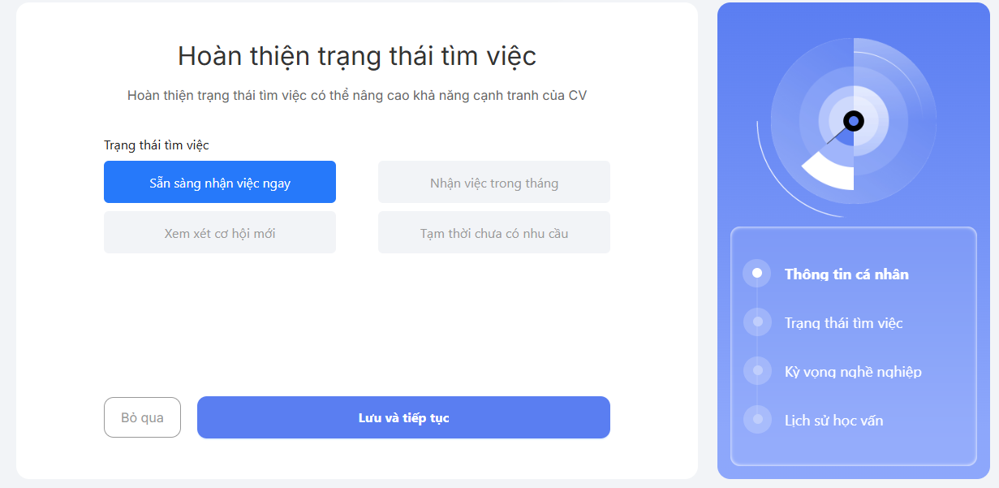 Hoàn thiện trạng thái tìm việc
Hoàn thiện trạng thái tìm việc có thể nâng cao khả năng cạnh tranh của CV
Trạng thái tìm việc
Sẵn sàng nhận việc ngay
Nhận việc trong tháng
Xem xét cơ hội mới
Tạm thời chưa có nhu cầu
Bỏ qua
Lưu và tiếp tục
Thông tin cá nhân
Trạng thái tìm việc
Kỳ vọng nghề nghiệp
Lịch sử học vấn